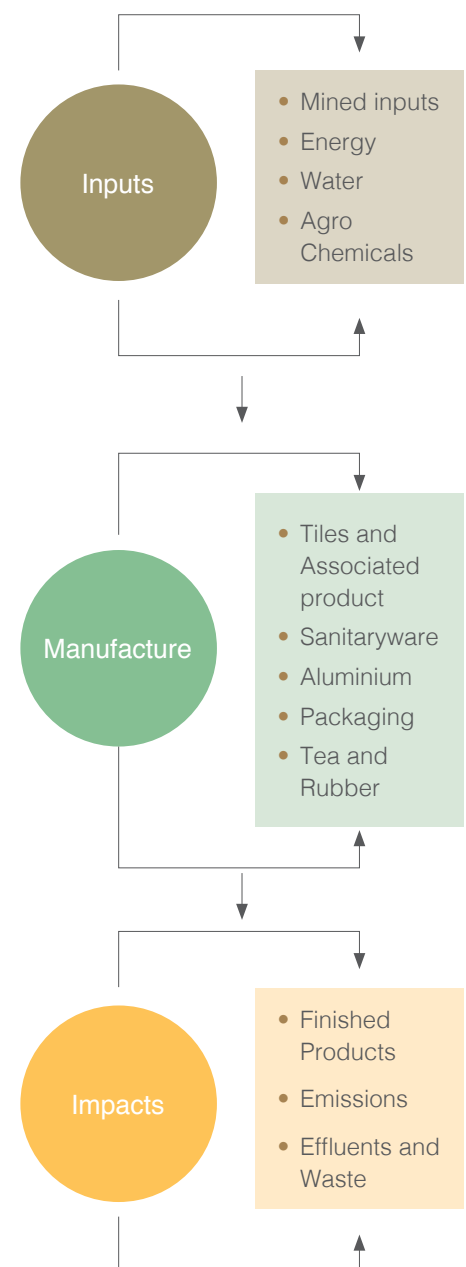 Inputs
• Mined inputs
• Energy
• Water
• Agro
Chemicals
Manufacture
• Tiles and
Associated
product
• Sanitaryware
• Aluminium
• Packaging
• Tea and
Rubber
Impacts
• Finished
Products
• Emissions
• Effluents and
Waste